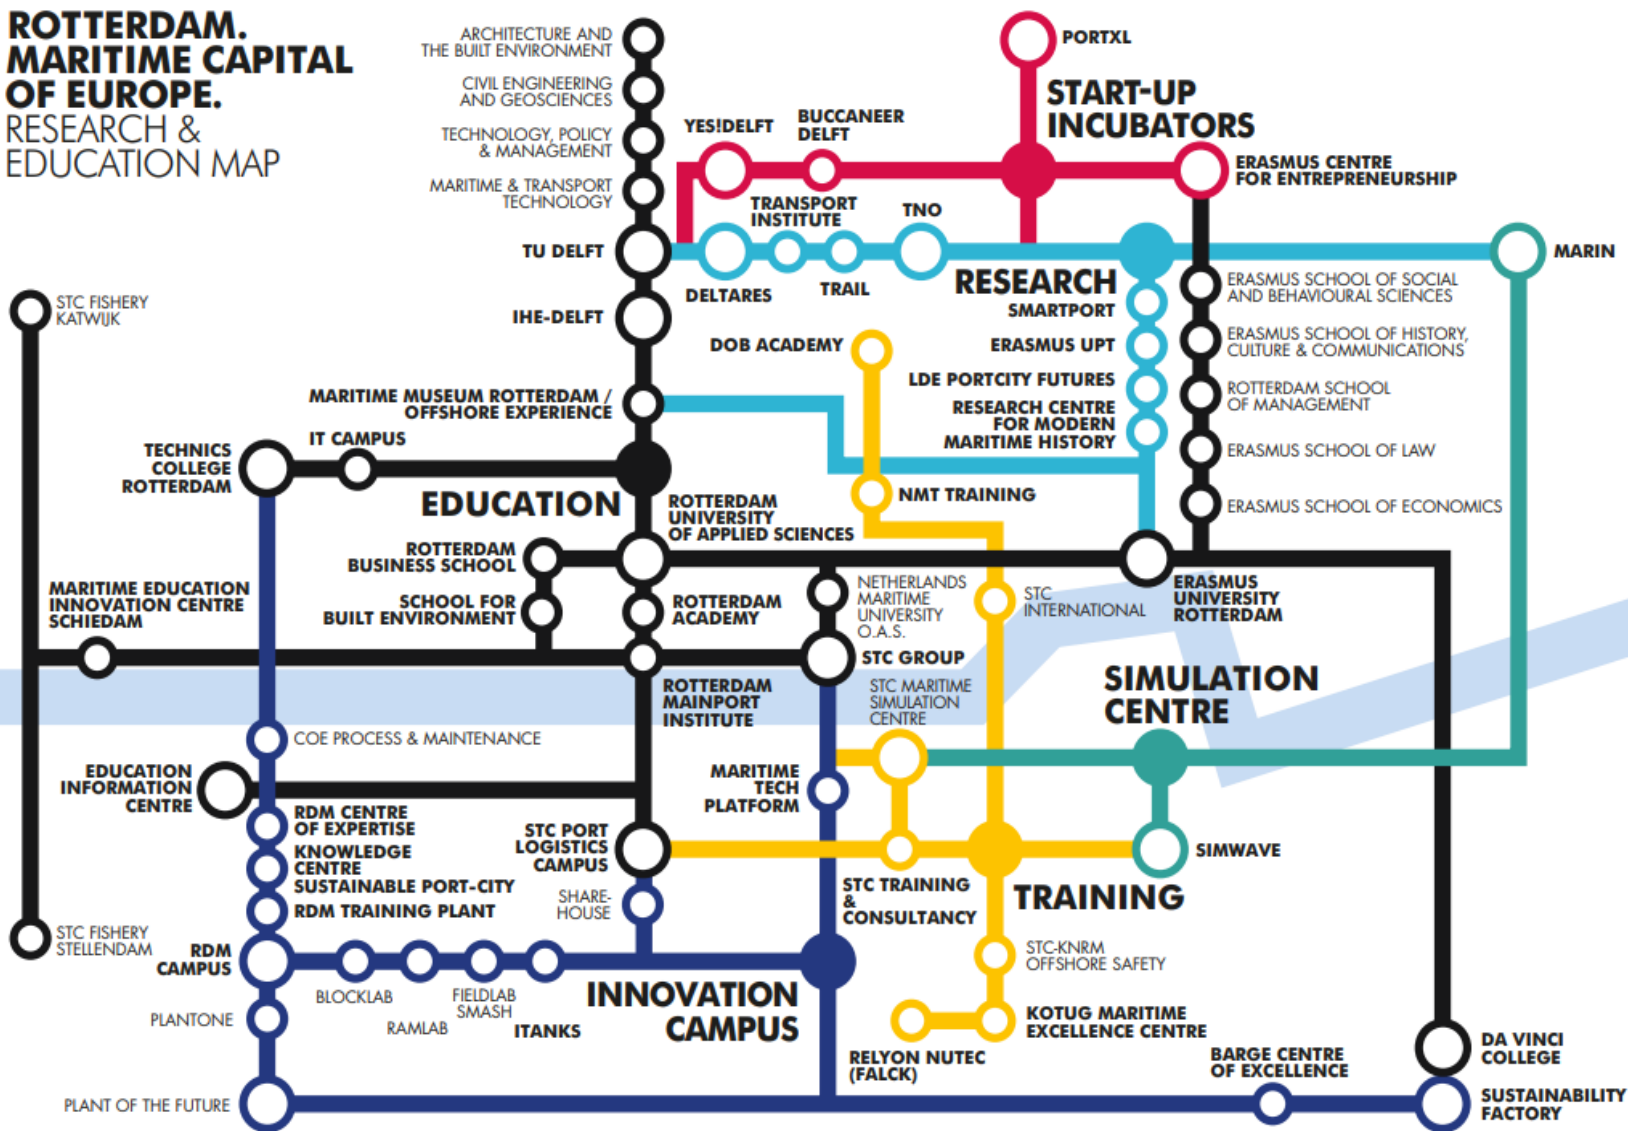 ROTTERDAM.
MARITIME CAPITAL
OF EUROPE.
RESEARCH &
EDUCATION MAP
ARCHITECTURE AND
THE BUILT ENVIRONMENT
CIVIL ENGINEERING
AND GEOSCIENCES
TECHNOLOGY, POLICY
& MANAGEMENT
MARITIME & TRANSPORT
TECHNOLOGY
TU DELFT
IHE-DELFT
PORTXL
START-UP
INCUBATORS
YES!DELFT
BUCCANEER
DELFT
ERASMUS CENTRE
FOR ENTREPRENEURSHIP
TRANSPORT
INSTITUTE
TNO
DELTARES
TRAIL
RESEARCH
MARIN
SMARTPORT
ERASMUS UPT
LDE PORTCITY FUTURES
RESEARCH CENTRE
FOR MODERN
MARITIME HISTORY
ERASMUS SCHOOL OF SOCIAL
AND BEHAVIOURAL SCIENCES
ERASMUS SCHOOL OF HISTORY,
CULTURE & COMMUNICATIONS
ROTTERDAM SCHOOL
OF MANAGEMENT
ERASMUS SCHOOL OF LAW
ERASMUS SCHOOL OF ECONOMICS
STC FISHERY
KATWIJK
DOB ACADEMY
MARITIME MUSEUM ROTTERDAM /
OFFSHORE EXPERIENCE
TECHNICS
COLLEGE
ROTTERDAM
IT CAMPUS
EDUCATION
ROTTERDAM
UNIVERSITY
OF APPLIED SCIENCES
NMT TRAINING
ROTTERDAM
BUSINESS SCHOOL
SCHOOL FOR
BUILT ENVIRONMENT
ROTTERDAM
ACADEMY
NETHERLANDS
MARITIME
UNIVERSITY
O.A.S.
STC
INTERNATIONAL
ERASMUS
UNIVERSITY
ROTTERDAM
MARITIME EDUCATION
INNOVATION CENTRE
SCHIEDAM
STC GROUP
ROTTERDAM
MAINPORT
INSTITUTE
STC MARITIME
SIMULATION
CENTRE
SIMULATION
CENTRE
COE PROCESS & MAINTENANCE
EDUCATION
INFORMATION
CENTRE
MARITIME
TECH
PLATFORM
RDM CENTRE
OF EXPERTISE
KNOWLEDGE
CENTRE
SUSTAINABLE PORT-CITY
RDM TRAINING PLANT
STC PORT
LOGISTICS
CAMPUS
SIMWAVE
STC TRAINING
&
CONSULTANCY
TRAINING
SHARE-
HOUSE
STC FISHERY
STELLENDAM
RDM
CAMPUS
STC-KNRM
OFFSHORE SAFETY
BLOCKLAB
RAMLAB
FIELDLAB
SMASH
ITANKS
INNOVATION
CAMPUS
PLANTONE
KOTUG MARITIME
EXCELLENCE CENTRE
RELYON NUTEC
(FALCK)
BARGE CENTRE
OF EXCELLENCE
DA VINCI
COLLEGE
PLANT OF THE FUTURE
SUSTAINABILITY
FACTORY